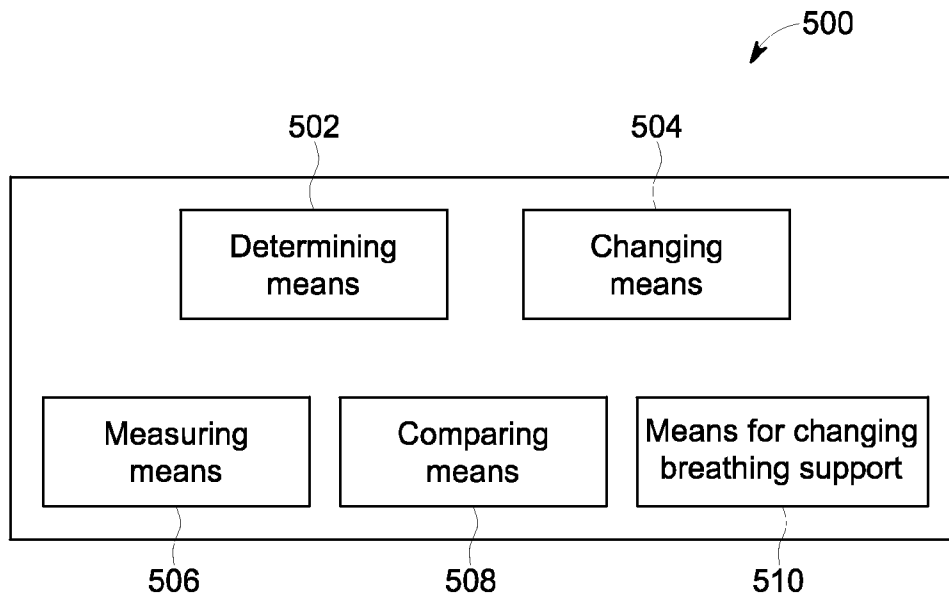 500
502
504
Determining
means
Changing
means
Measuring
means
Comparing
means
Means for changing
breathing support
506
508
510